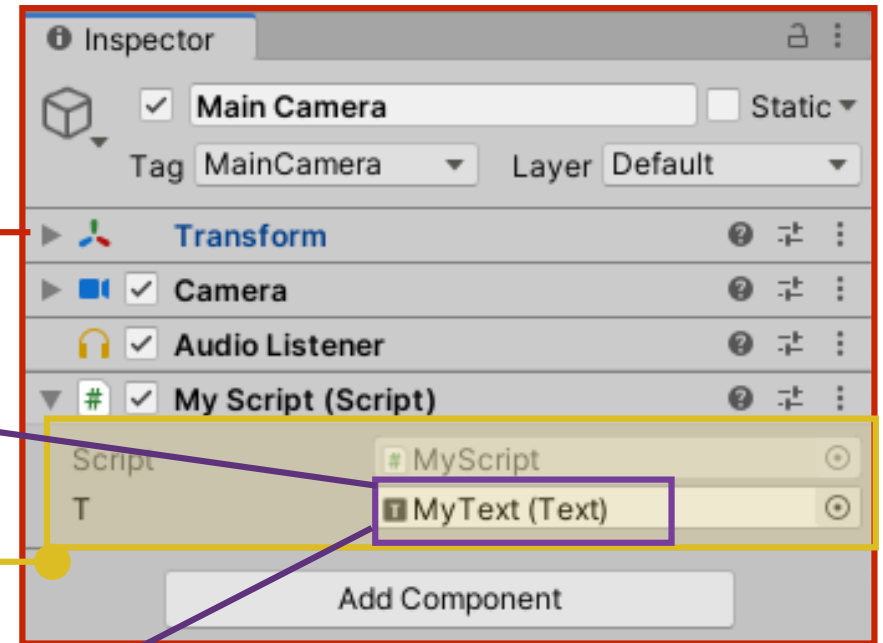 Inspector
Main Camera Static
Tag MainCamera Layer Default
Transform
Camera
Audio Listener
# My Script (Script)
Script # MyScript
T T MyText (Text)
Add Component